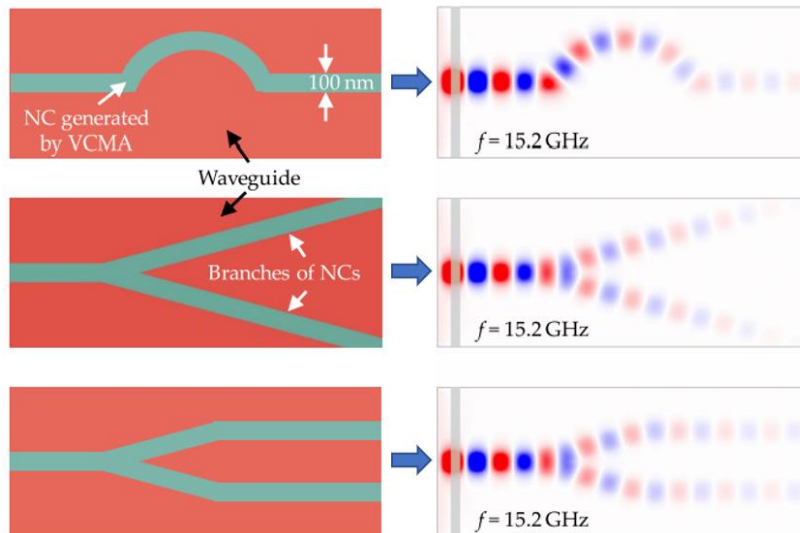 100 nm
NC generated
by VCMA
f = 15.2 GHz
Waveguide
Branches of NCs
f = 15.2 GHz
f = 15.2 GHz